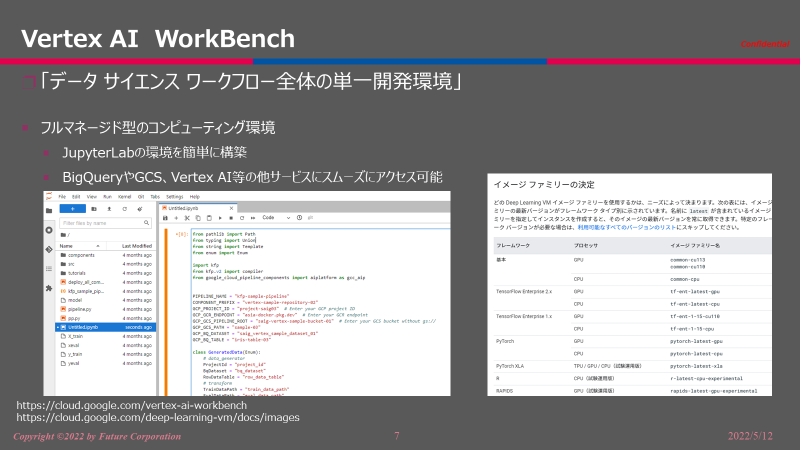 Vertex AI WorkBench
Confidential
「データ サイエンス ワークフロー全体の単一開発環境」
フルマネージド型のコンピューティング環境
JupyterLabの環境を簡単に構築
BigQueryやGCS、Vertex AI等の他サービスにスムーズにアクセス可能
File Edit View Run Kernel Git Tabs Settings Help
Untitled.ipynb
Code
Filter files by name
Name Last Modified
components 4 months ago
src 4 months ago
tutorials 4 months ago
deploy_all_com... 4 months ago
kfp_sample_pip... 4 months ago
model 4 months ago
pipeline.py 4 months ago
pp.py 4 months ago
Untitled.ipynb seconds ago
X_train 4 months ago
xeval 4 months ago
y_train 4 months ago
yeval 4 months ago
from pathlib import Path
from typing import Union
from string import Template
from enum import Enum
import kfp
from kfp.v2 import compiler
from google_cloud_pipeline_components import aiplatform as gcc_aip
PIPELINE_NAME = "kfp-sample-pipeline"
COMPONENT_PREFIX = "vertex-sample-repository-02"
GCP_PROJECT_ID = "project-saig03" # Enter your GCP project ID
GCP_GCR_ENDPOINT = "asia-docker.pkg.dev" # Enter your GCR endpoint
GCP_GCS_PIPELINE_ROOT = "saig-vertex-sample-bucket-01" # Enter your GCS bucket without gs://
GCP_GCS_PATH = "sample-03"
GCP_BQ_DATASET = "saig_vertex_sample_dataset_01"
GCP_BQ_TABLE = "iris-table-01"
class GeneratedData(Enum):
# data_generator
ProjectId = "project_id"
BqDataset = "bq_dataset"
RowDataTable = "row_data_table"
# transform
TrainDataPath = "train_data_path"
イメージ ファミリーの決定
どの Deep Learning VM イメージ ファミリーを使用するかは、ニーズによって決まります。次の表には、イメージ
ミリーの最新バージョンがフレームワーク タイプ別に示されています。名前に latest が含まれているイメージ
ミリーを指定してインスタンスを作成すると、そのイメージの最新バージョンを常に取得できます。特定のフレー
ーク バージョンが必要な場合は、利用可能なすべてのバージョンのリストにスキップしてください。
フレームワーク プロセッサ イメージ ファミリー名
基本 GPU common-cu113
common-cu110
CPU common-cpu
TensorFlow Enterprise 2.x GPU tf-ent-latest-gpu
CPU tf-ent-latest-cpu
TensorFlow Enterprise 1.x GPU tf-ent-1-15-cu110
CPU tf-ent-1-15-cpu
PyTorch GPU pytorch-latest-gpu
CPU pytorch-latest-cpu
PyTorch XLA TPU / GPU / CPU（試験運用版） pytorch-latest-xla
R CPU（試験運用版） r-latest-cpu-experimental
RAPIDS GPU（試験運用版） rapids-latest-gpu-experimental
https://cloud.google.com/vertex-ai-workbench
https://cloud.google.com/deep-learning-vm/docs/images
Copyright ©2022 by Future Corporation
7
2022/5/12